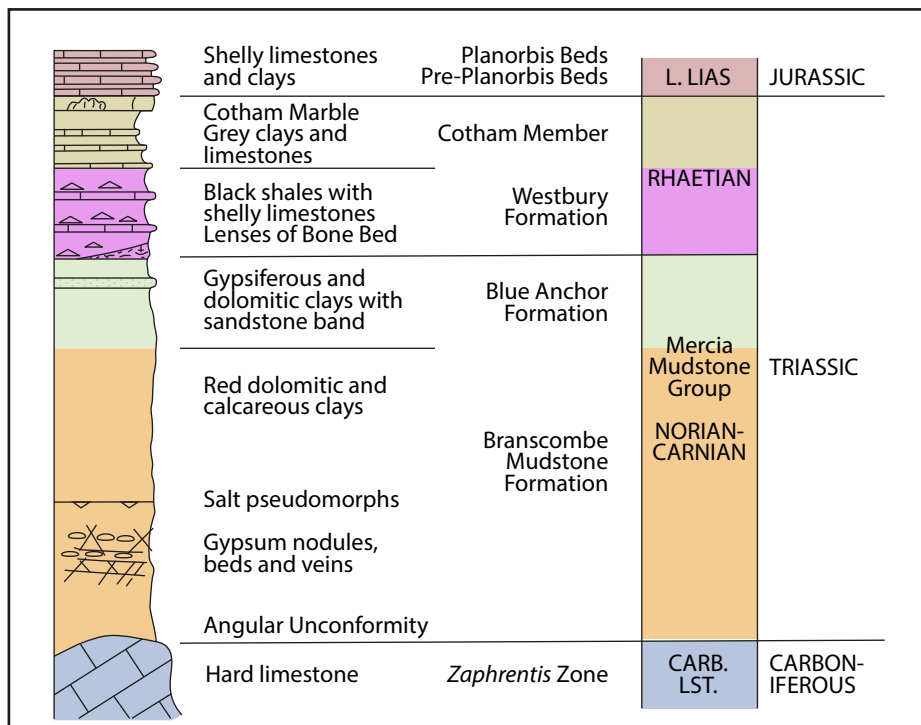 Shelly limestones
and clays
Planorbis Beds
Pre-Planorbis Beds
L. LIAS
JURASSIC
Cotham Marble
Grey clays and
limestones
Cotham Member
RHAETIAN
Black shales with
shelly limestones
Lenses of Bone Bed
Westbury
Formation
Gypsiferous and
dolomitic clays with
sandstone band
Blue Anchor
Formation
Mercia
Mudstone
Group
TRIASSIC
Red dolomitic and
calcareous clays
NORIAN-
CARNIAN
Branscombe
Mudstone
Formation
Salt pseudomorphs
Gypsum nodules,
beds and veins
Angular Unconformity
Hard limestone
Zaphrentis Zone
CARB.
LST.
CARBON-
IFEROUS